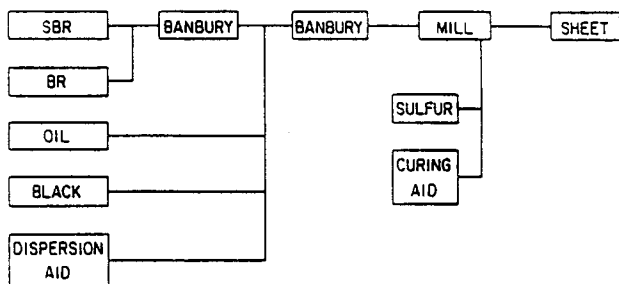 SBR
BANBURY
BANBURY
MILL
SHEET
BR
OIL
BLACK
DISPERSION
AID
SULFUR
CURING
AID